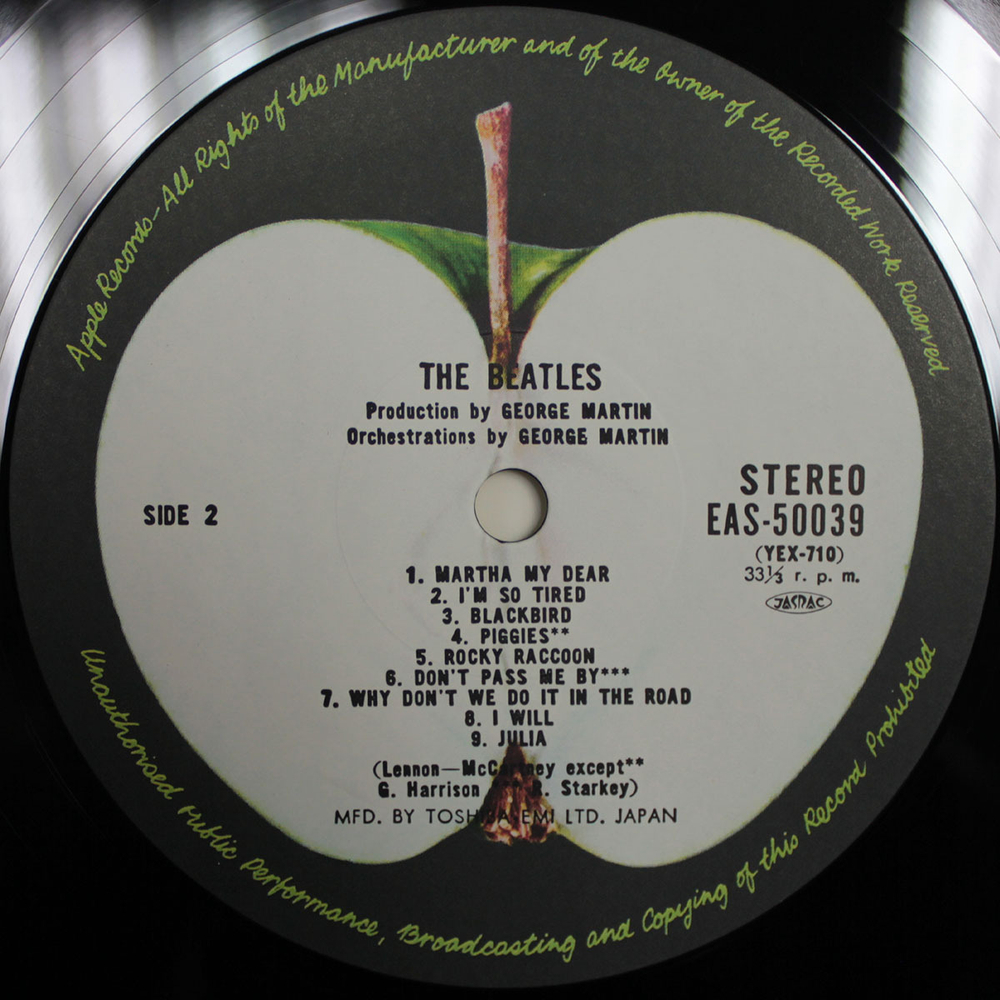 Apple Records-All Rights of the Manufacturer and of the Owner of the Recorded Work Reserved
THE BEATLES
Production by GEORGE MARTIN
Orchestrations by GEORGE MARTIN
SIDE 2
STEREO
EAS-50039
(YEX-710)
33⅓ r. p. m.
JASRAC
1. MARTHA MY DEAR
2. I'M SO TIRED
3. BLACKBIRD
4. PIGGIES**
5. ROCKY RACCOON
6. DON'T PASS ME BY***
7. WHY DON'T WE DO IT IN THE ROAD
8. I WILL
9. JULIA
(Lennon—McCartney except**
G. Harrison *** R. Starkey)
MFD. BY TOSHIBA EMI LTD. JAPAN
Unauthorised Public Performance, Broadcasting and Copying of this Record Prohibited